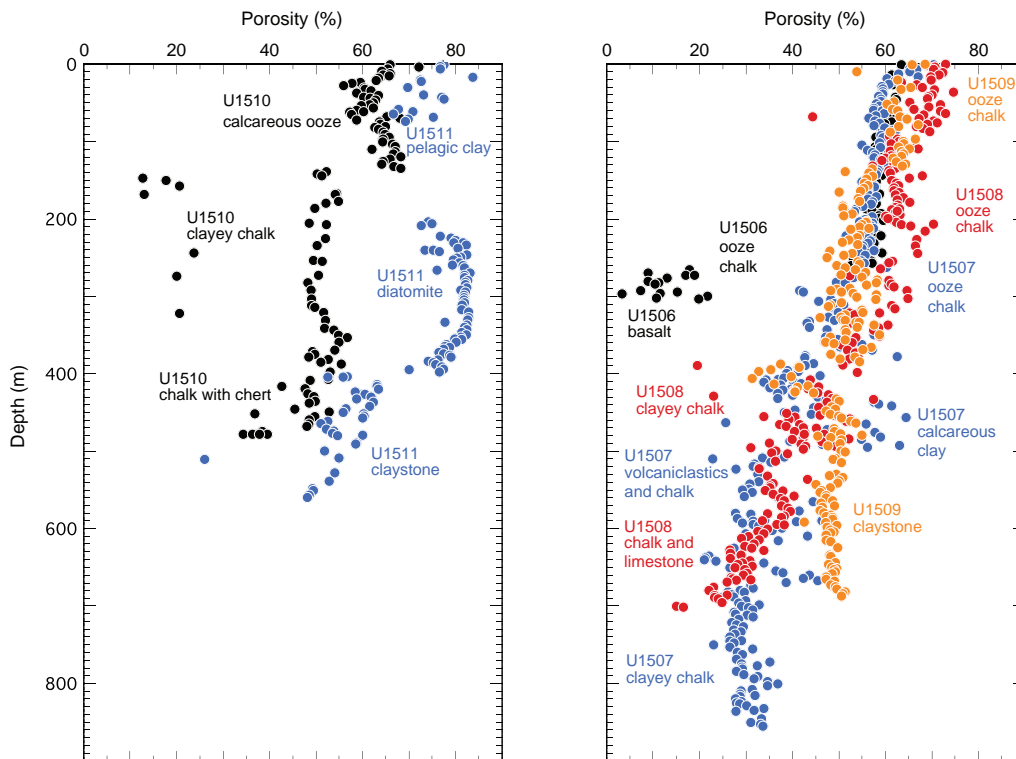 Porosity (%)
0 20 40 60 80
0
200
400
600
800
Depth (m)
U1510
calcareous ooze
U1511
pelagic clay
U1510
clayey chalk
U1511
diatomite
U1510
chalk with chert
U1511
claystone
Porosity (%)
0 20 40 60 80
U1509
ooze
chalk
U1508
ooze
chalk
U1506
ooze
chalk
U1507
ooze
chalk
U1506
basalt
U1508
clayey chalk
U1507
calcareous
clay
U1507
volcaniclastics
and chalk
U1509
claystone
U1508
chalk and
limestone
U1507
clayey chalk